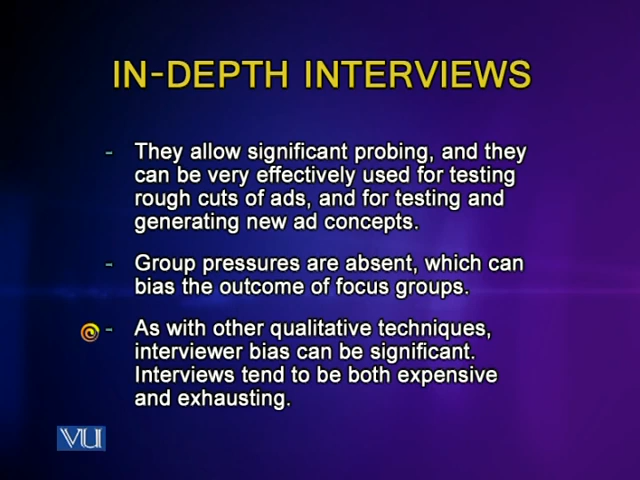 IN-DEPTH INTERVIEWS
- They allow significant probing, and they
can be very effectively used for testing
rough cuts of ads, and for testing and
generating new ad concepts.
- Group pressures are absent, which can
bias the outcome of focus groups.
- As with other qualitative techniques,
interviewer bias can be significant.
Interviews tend to be both expensive
and exhausting.
VU